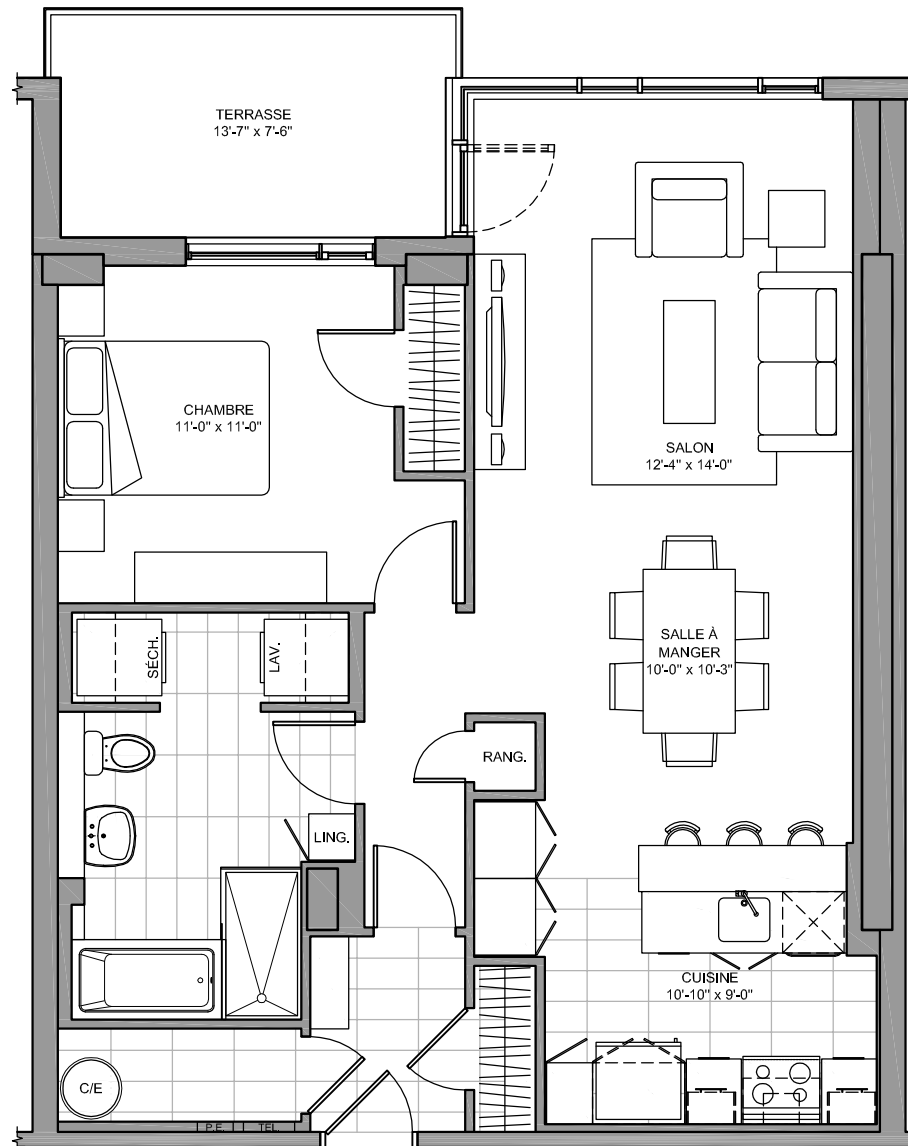 TERRASSE
13'-7" x 7'-6"
CHAMBRE
11'-0" x 11'-0"
SALON
12'-4" x 14'-0"
SALLE À
MANGER
10'-0" x 10'-3"
SÉCH.
LAV.
RANG.
LING.
CUISINE
10'-10" x 9'-0"
C/E
P.E.
TEL.